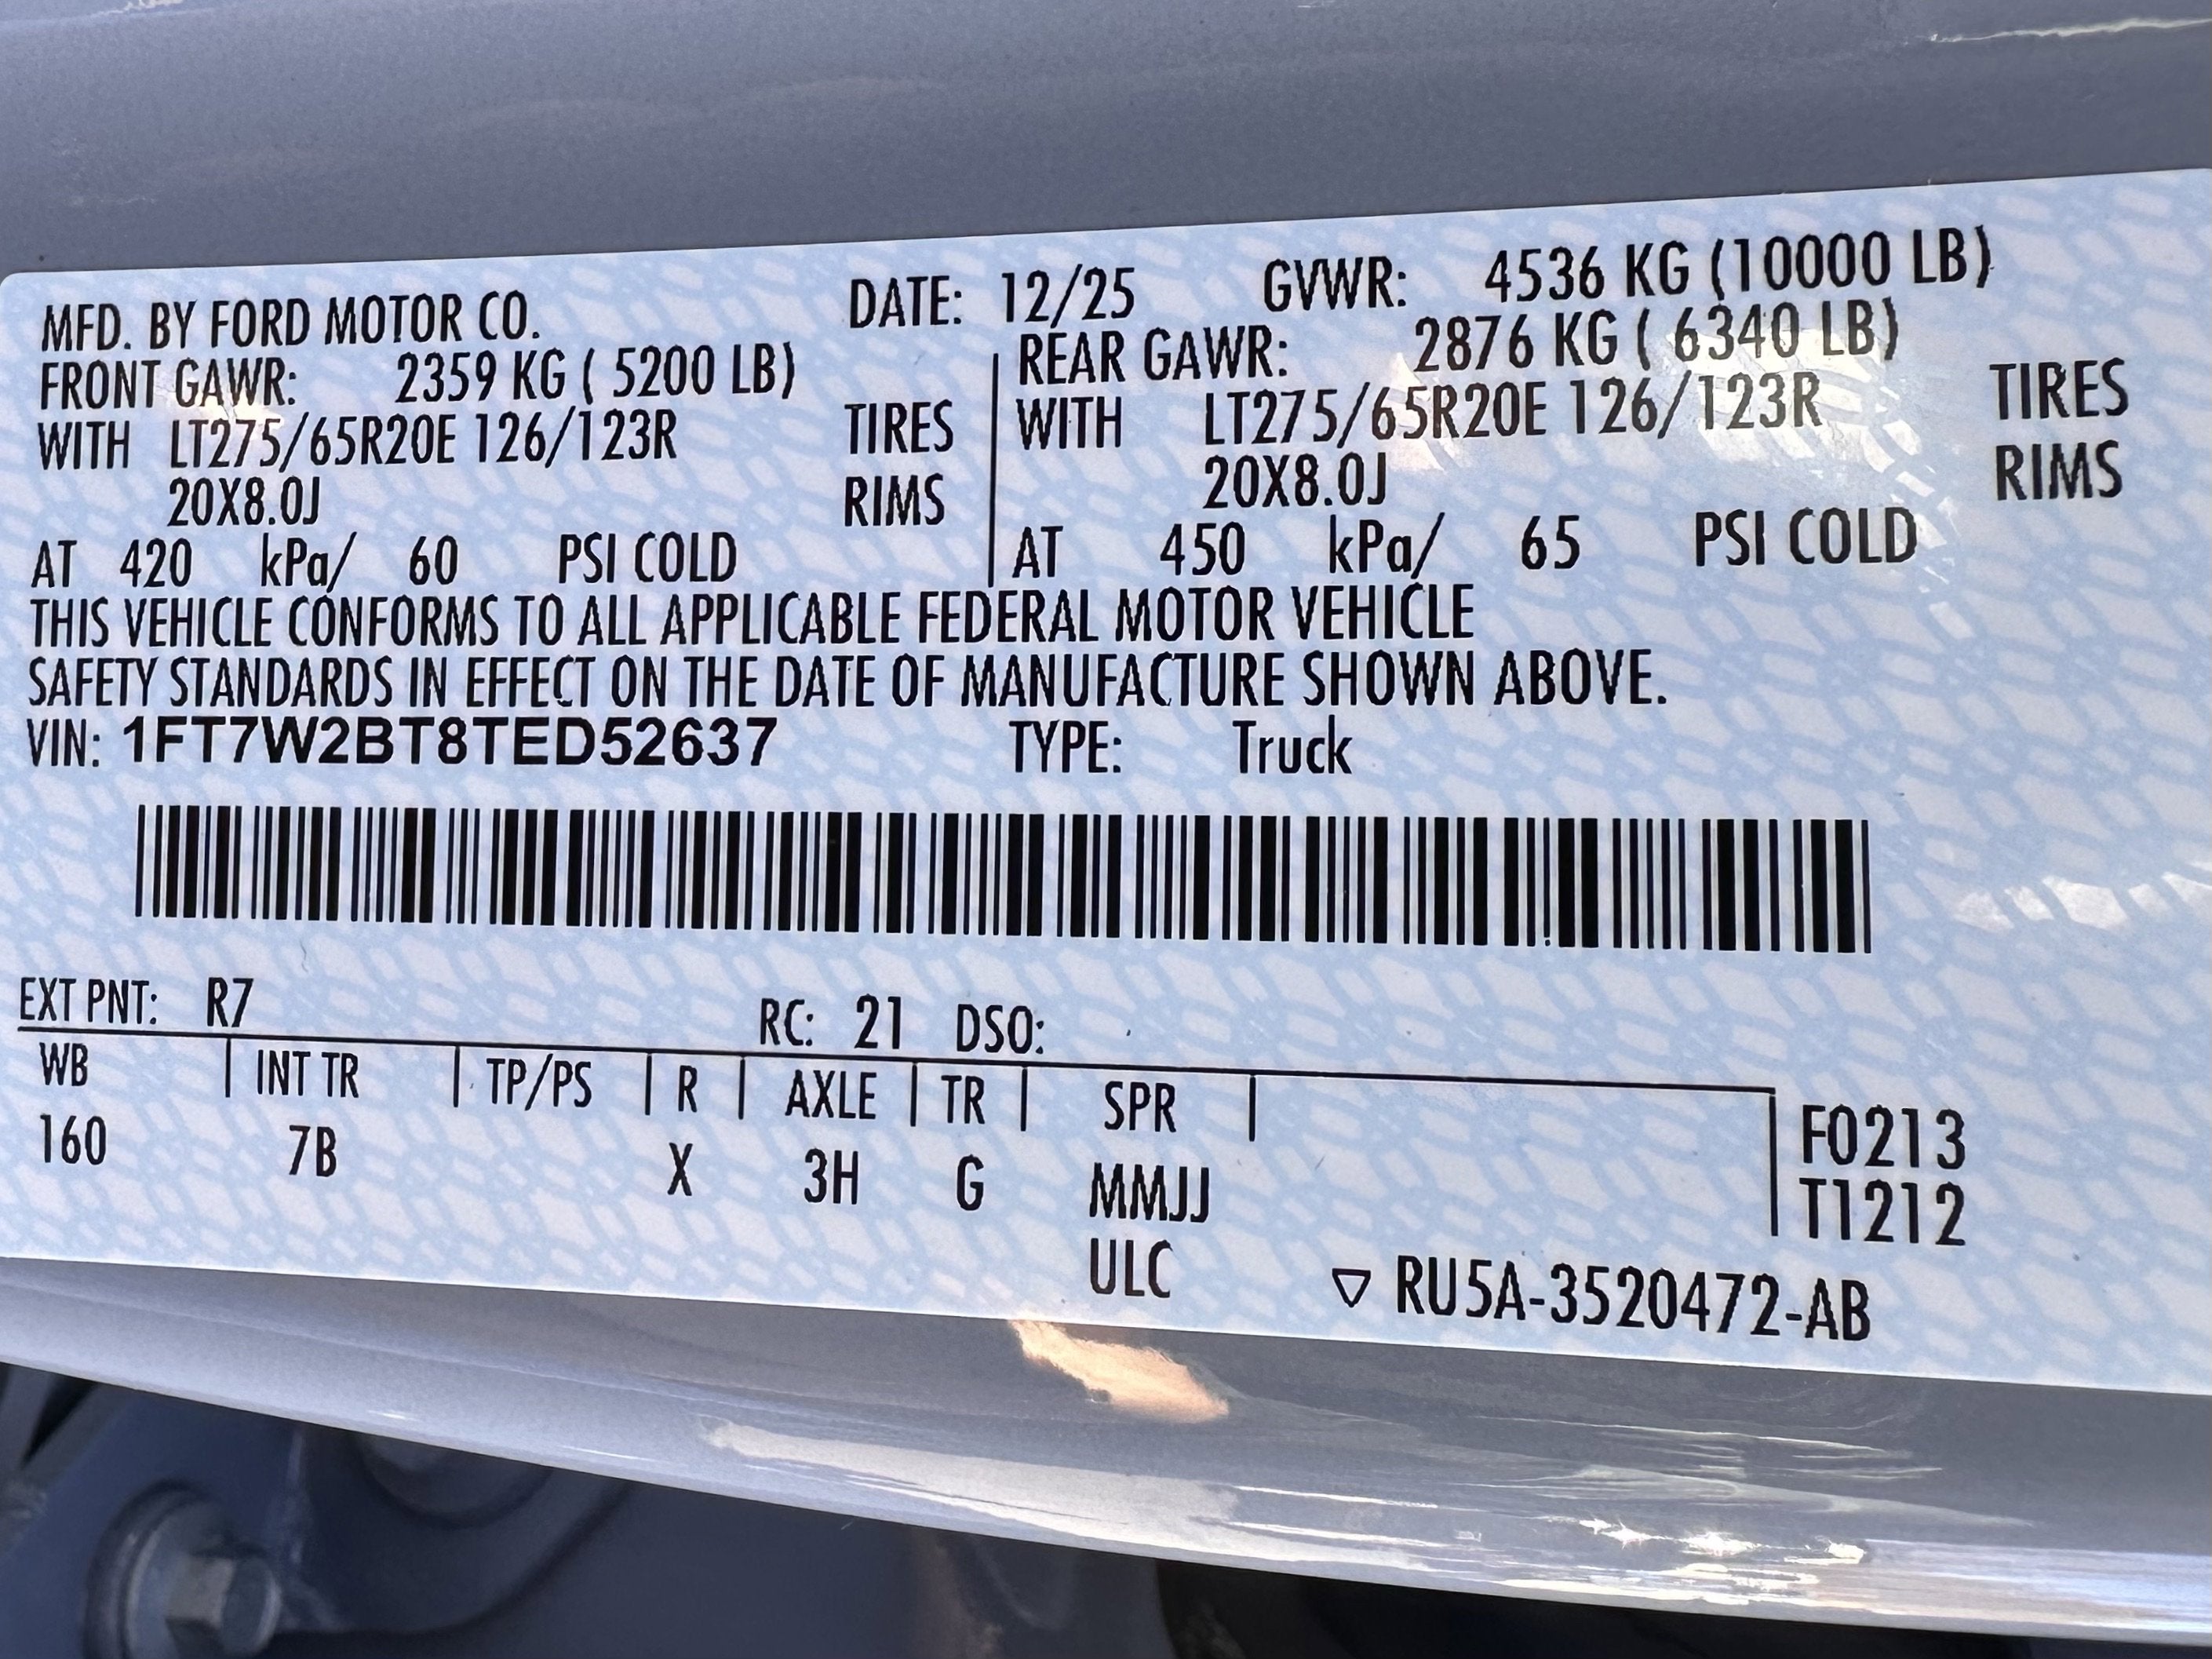 MFD. BY FORD MOTOR CO. DATE: 12/25 GVWR: 4536 KG (10000 LB)
FRONT GAWR: 2359 KG ( 5200 LB) REAR GAWR: 2876 KG ( 6340 LB)
WITH LT275/65R20E 126/123R TIRES WITH LT275/65R20E 126/123R TIRES
20X8.0J RIMS 20X8.0J RIMS
AT 420 kPa/ 60 PSI COLD AT 450 kPa/ 65 PSI COLD
THIS VEHICLE CONFORMS TO ALL APPLICABLE FEDERAL MOTOR VEHICLE
SAFETY STANDARDS IN EFFECT ON THE DATE OF MANUFACTURE SHOWN ABOVE.
VIN: 1FT7W2BT8TED52637 TYPE: Truck
EXT PNT: R7 RC: 21 DSO:
WB INT TR TP/PS R AXLE TR SPR
160 7B X 3H G MMJJ
ULC
F0213
T1212
▽ RU5A-3520472-AB